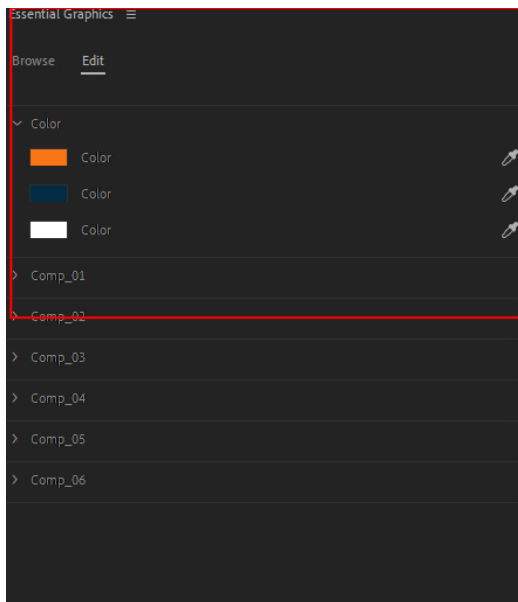 Essential Graphics
Browse Edit
Color
Color
Color
Color
Comp_01
Comp_02
Comp_03
Comp_04
Comp_05
Comp_06